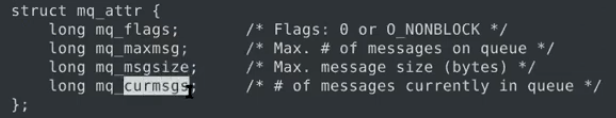 struct mq_attr {
    long mq_flags;       /* Flags: 0 or O_NONBLOCK */
    long mq_maxmsg;      /* Max. # of messages on queue */
    long mq_msgsize;     /* Max. message size (bytes) */
    long mq_curmsgs;     /* # of messages currently in queue */
};